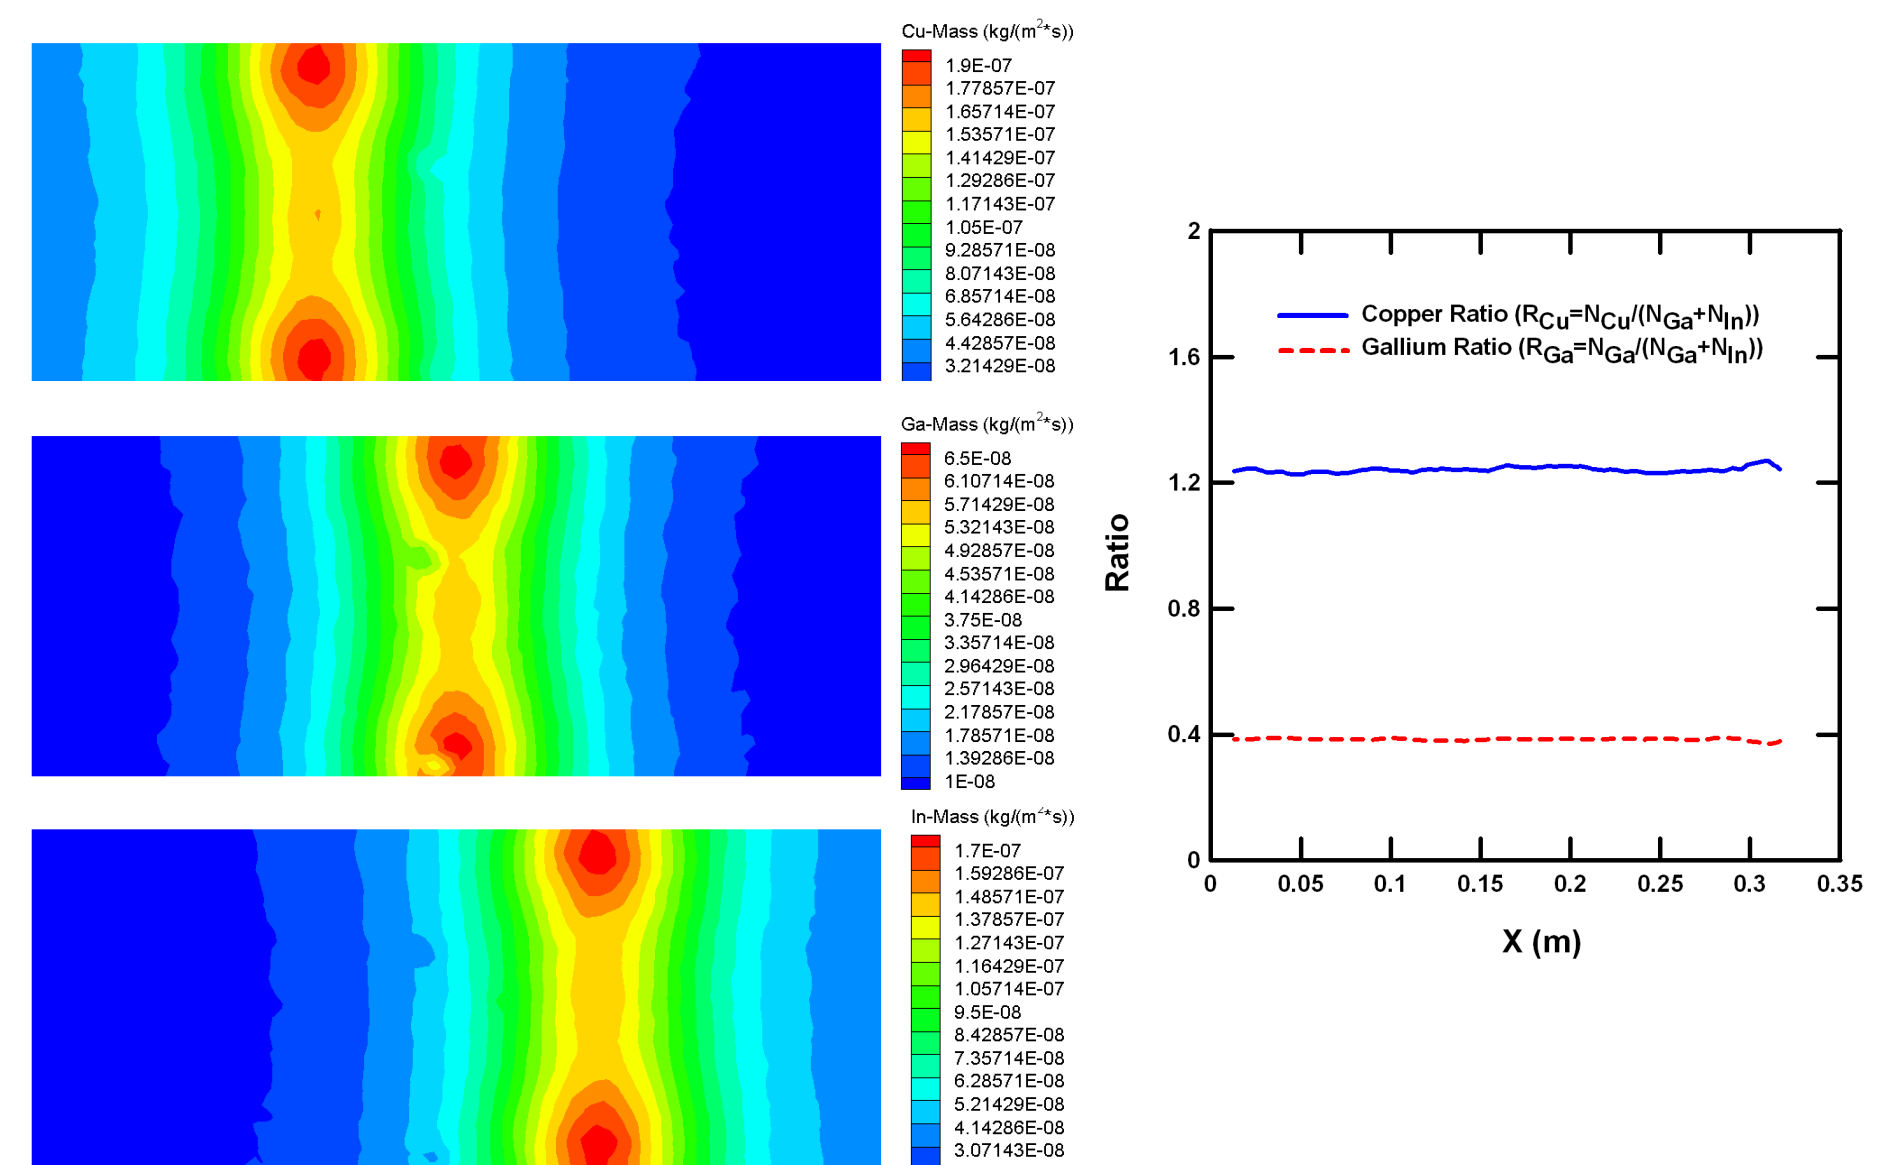 Cu-Mass (kg/(m²*s))
1.9E-07
1.77857E-07
1.65714E-07
1.53571E-07
1.41429E-07
1.29286E-07
1.17143E-07
1.05E-07
9.28571E-08
8.07143E-08
6.85714E-08
5.64286E-08
4.42857E-08
3.21429E-08
Ga-Mass (kg/(m²*s))
6.5E-08
6.10714E-08
5.71429E-08
5.32143E-08
4.92857E-08
4.53571E-08
4.14286E-08
3.75E-08
3.35714E-08
2.96429E-08
2.57143E-08
2.17857E-08
1.78571E-08
1.39286E-08
1E-08
In-Mass (kg/(m²*s))
1.7E-07
1.59286E-07
1.48571E-07
1.37857E-07
1.27143E-07
1.16429E-07
1.05714E-07
9.5E-08
8.42857E-08
7.35714E-08
6.28571E-08
5.21429E-08
4.14286E-08
3.07143E-08
Copper Ratio (RCu=NCu/(NGa+NIn))
Gallium Ratio (RGa=NGa/(NGa+NIn))
2
1.6
1.2
0.8
0.4
0
Ratio
0 0.05 0.1 0.15 0.2 0.25 0.3 0.35
X (m)